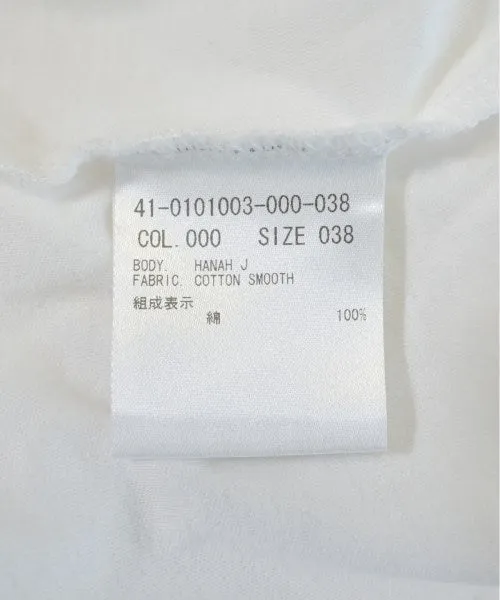 41-0101003-000-038
COL.000 SIZE 038
BODY. HANAH J
FABRIC. COTTON SMOOTH
組成表示
綿 100%